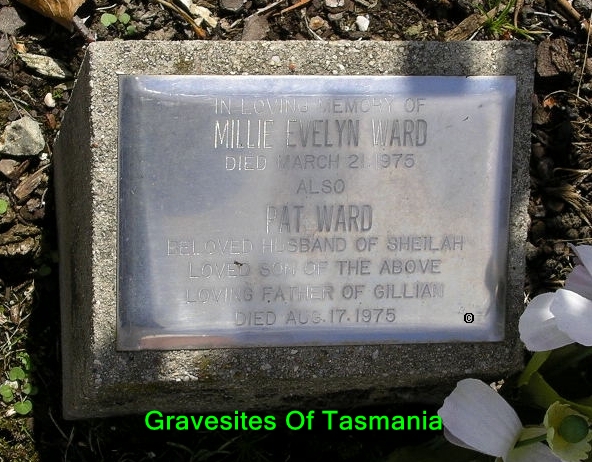 IN LOVING MEMORY OF
MILLIE EVELYN WARD
DIED MARCH 21.1975
ALSO
PAT WARD
BELOVED HUSBAND OF SHEILAH
LOVED SON OF THE ABOVE
LOVING FATHER OF GILLIAN
DIED AUG.17.1975
©
Gravesites Of Tasmania